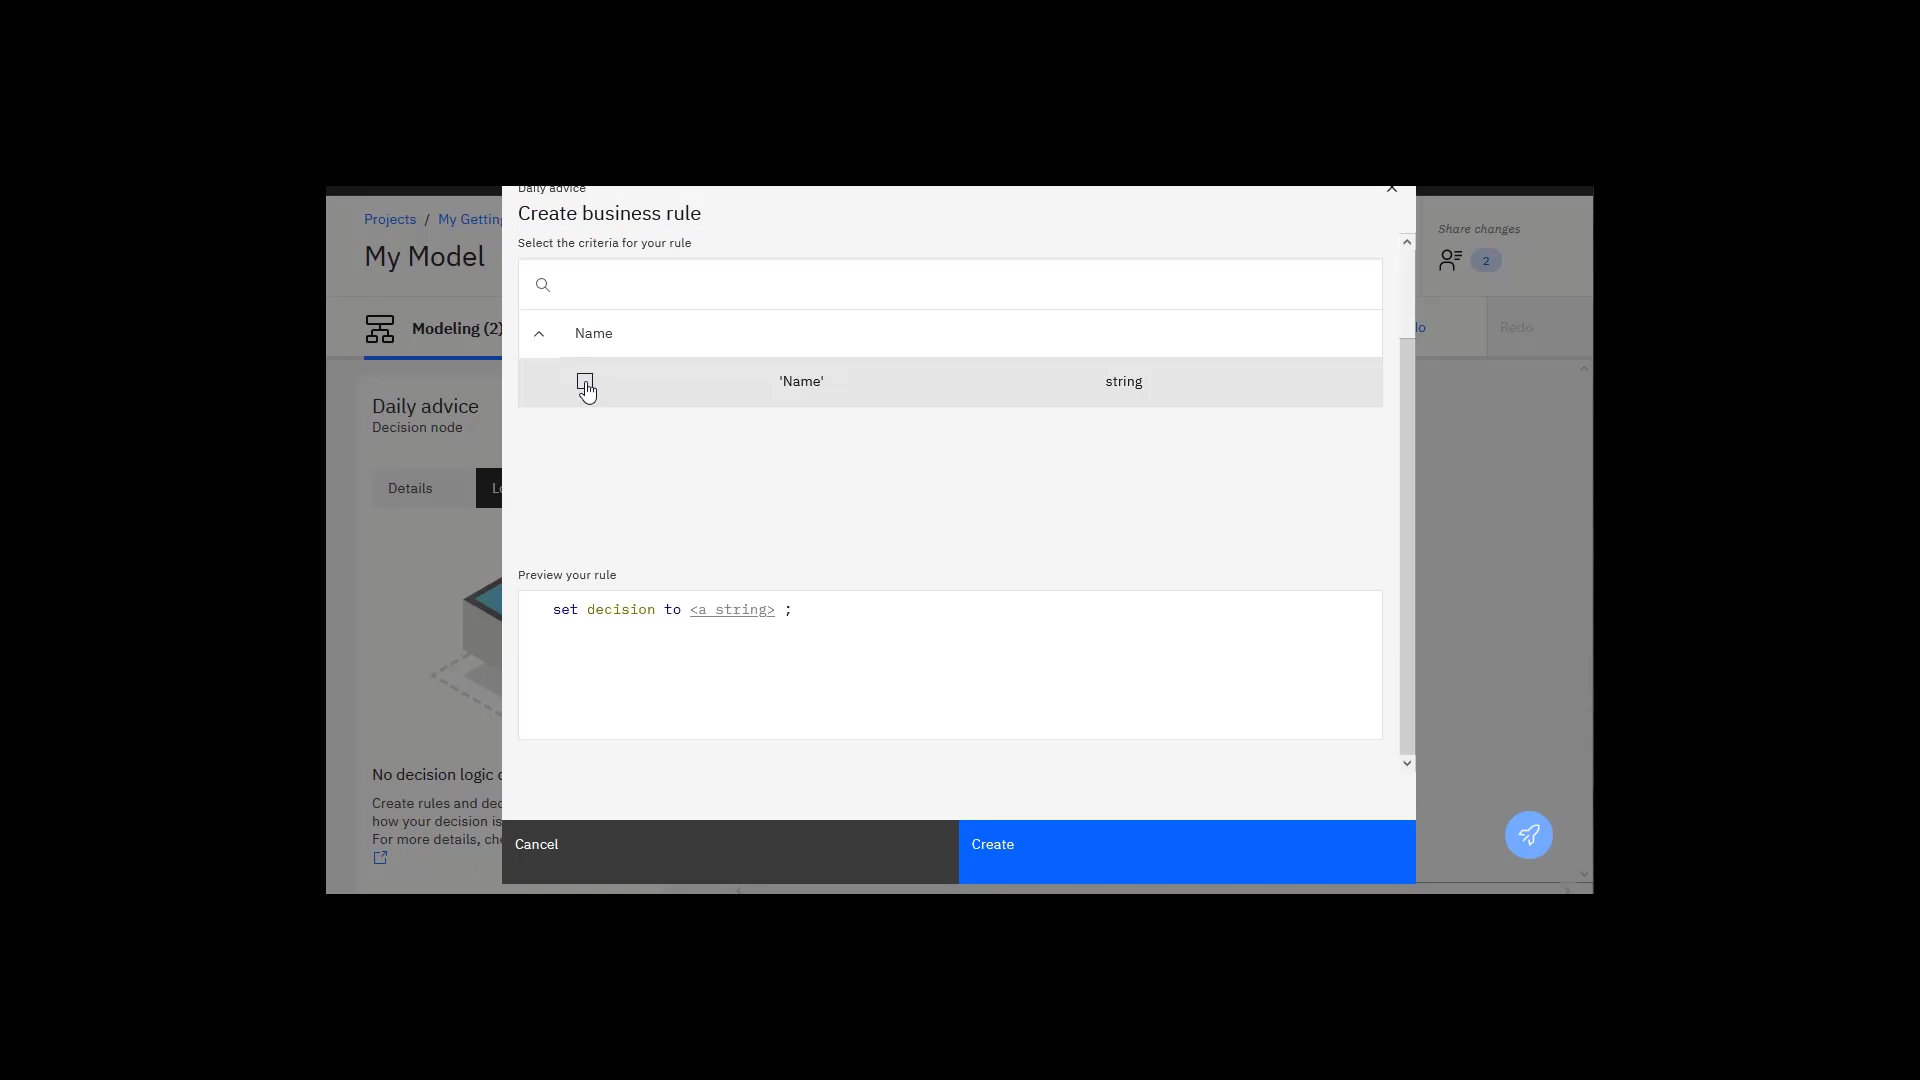 Daily advice
Create business rule
Select the criteria for your rule
Name
'Name' string
Preview your rule
set decision to <a string> ;
Cancel
Create
Projects / My Getting
My Model
Share changes
2
Modeling (2)
Redo
Daily advice
Decision node
Details
No decision logic
Create rules and
how your decision is
For more details,